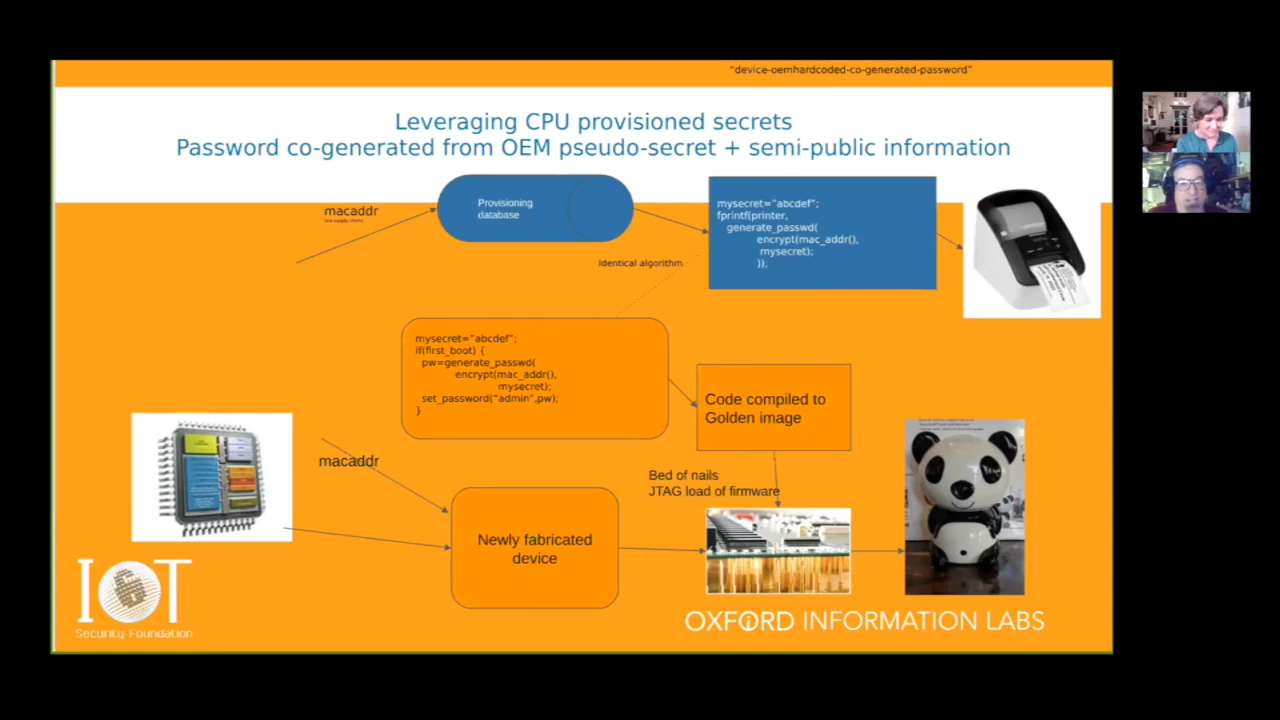 "device-oemhardcoded-co-generated-password"
Leveraging CPU provisioned secrets
Password co-generated from OEM pseudo-secret + semi-public information
macaddr
Provisioning
database
mysecret="abcdef";
fprintf(printer,
generate_passwd(
encrypt(mac_addr(),
mysecret);
));
Identical algorithm.
mysecret="abcdef";
if(first_boot) {
pw=generate_passwd(
encrypt(mac_addr(),
mysecret);
set_password("admin",pw);
}
Code compiled to
Golden image
macaddr
Bed of nails
JTAG load of firmware
Newly fabricated
device
IOT
Security Foundation
OXFORD INFORMATION LABS